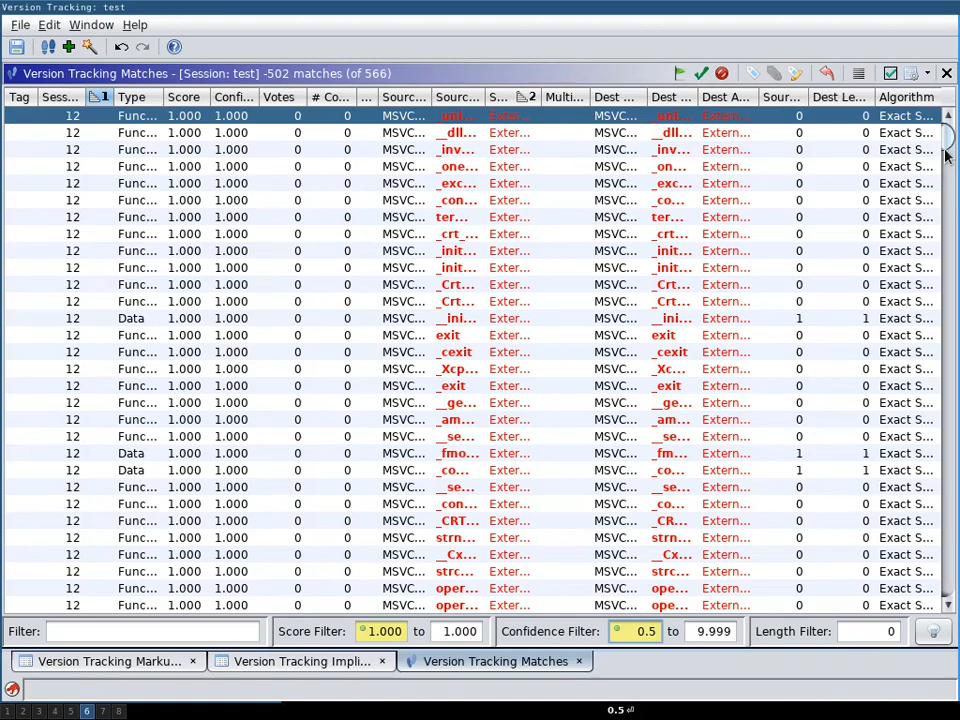 Version Tracking: test
File Edit Window Help
Version Tracking Matches - [Session: test] -502 matches (of 566)
Tag Sess... 1 Type Score Confi... Votes # Co... ... Sourc... Sourc... S... 2 Multi... Dest ... Dest ... Dest A... Sour... Dest Le... Algorithm
12 Func... 1.000 1.000 0 0 MSVC... _unl... Exter... MSVC... _unl... Extern... 0 0 Exact S...
12 Func... 1.000 1.000 0 0 MSVC... __dll... Exter... MSVC... __dll... Extern... 0 0 Exact S...
12 Func... 1.000 1.000 0 0 MSVC... _inv... Exter... MSVC... _inv... Extern... 0 0 Exact S...
12 Func... 1.000 1.000 0 0 MSVC... _one... Exter... MSVC... _on... Extern... 0 0 Exact S...
12 Func... 1.000 1.000 0 0 MSVC... _exc... Exter... MSVC... _exc... Extern... 0 0 Exact S...
12 Func... 1.000 1.000 0 0 MSVC... _con... Exter... MSVC... _co... Extern... 0 0 Exact S...
12 Func... 1.000 1.000 0 0 MSVC... ter... Exter... MSVC... ter... Extern... 0 0 Exact S...
12 Func... 1.000 1.000 0 0 MSVC... _crt_... Exter... MSVC... _crt... Extern... 0 0 Exact S...
12 Func... 1.000 1.000 0 0 MSVC... _init... Exter... MSVC... _init... Extern... 0 0 Exact S...
12 Func... 1.000 1.000 0 0 MSVC... _init... Exter... MSVC... _init... Extern... 0 0 Exact S...
12 Func... 1.000 1.000 0 0 MSVC... _Crt... Exter... MSVC... _Crt... Extern... 0 0 Exact S...
12 Func... 1.000 1.000 0 0 MSVC... _Crt... Exter... MSVC... _Crt... Extern... 0 0 Exact S...
12 Data 1.000 1.000 0 0 MSVC... __ini... Exter... MSVC... __ini... Extern... 1 1 Exact S...
12 Func... 1.000 1.000 0 0 MSVC... exit Exter... MSVC... exit Extern... 0 0 Exact S...
12 Func... 1.000 1.000 0 0 MSVC... _cexit Exter... MSVC... _cexit Extern... 0 0 Exact S...
12 Func... 1.000 1.000 0 0 MSVC... _Xcp... Exter... MSVC... _Xc... Extern... 0 0 Exact S...
12 Func... 1.000 1.000 0 0 MSVC... _exit Exter... MSVC... _exit Extern... 0 0 Exact S...
12 Func... 1.000 1.000 0 0 MSVC... __ge... Exter... MSVC... __ge... Extern... 0 0 Exact S...
12 Func... 1.000 1.000 0 0 MSVC... _am... Exter... MSVC... _am... Extern... 0 0 Exact S...
12 Func... 1.000 1.000 0 0 MSVC... __se... Exter... MSVC... __se... Extern... 0 0 Exact S...
12 Data 1.000 1.000 0 0 MSVC... _fmo... Exter... MSVC... _fm... Extern... 1 1 Exact S...
12 Data 1.000 1.000 0 0 MSVC... _co... Exter... MSVC... _co... Extern... 1 1 Exact S...
12 Func... 1.000 1.000 0 0 MSVC... __se... Exter... MSVC... __se... Extern... 0 0 Exact S...
12 Func... 1.000 1.000 0 0 MSVC... _con... Exter... MSVC... _co... Extern... 0 0 Exact S...
12 Func... 1.000 1.000 0 0 MSVC... _CRT... Exter... MSVC... _CR... Extern... 0 0 Exact S...
12 Func... 1.000 1.000 0 0 MSVC... strn... Exter... MSVC... strn... Extern... 0 0 Exact S...
12 Func... 1.000 1.000 0 0 MSVC... __Cx... Exter... MSVC... __Cx... Extern... 0 0 Exact S...
12 Func... 1.000 1.000 0 0 MSVC... strc... Exter... MSVC... strc... Extern... 0 0 Exact S...
12 Func... 1.000 1.000 0 0 MSVC... oper... Exter... MSVC... ope... Extern... 0 0 Exact S...
12 Func... 1.000 1.000 0 0 MSVC... oper... Exter... MSVC... ope... Extern... 0 0 Exact S...
Filter: Score Filter: 1.000 to 1.000 Confidence Filter: 0.5 to 9.999 Length Filter: 0
Version Tracking Marku... × Version Tracking Impli... × Version Tracking Matches ×
1 2 3 4 5 6 7 8 0.5⏎